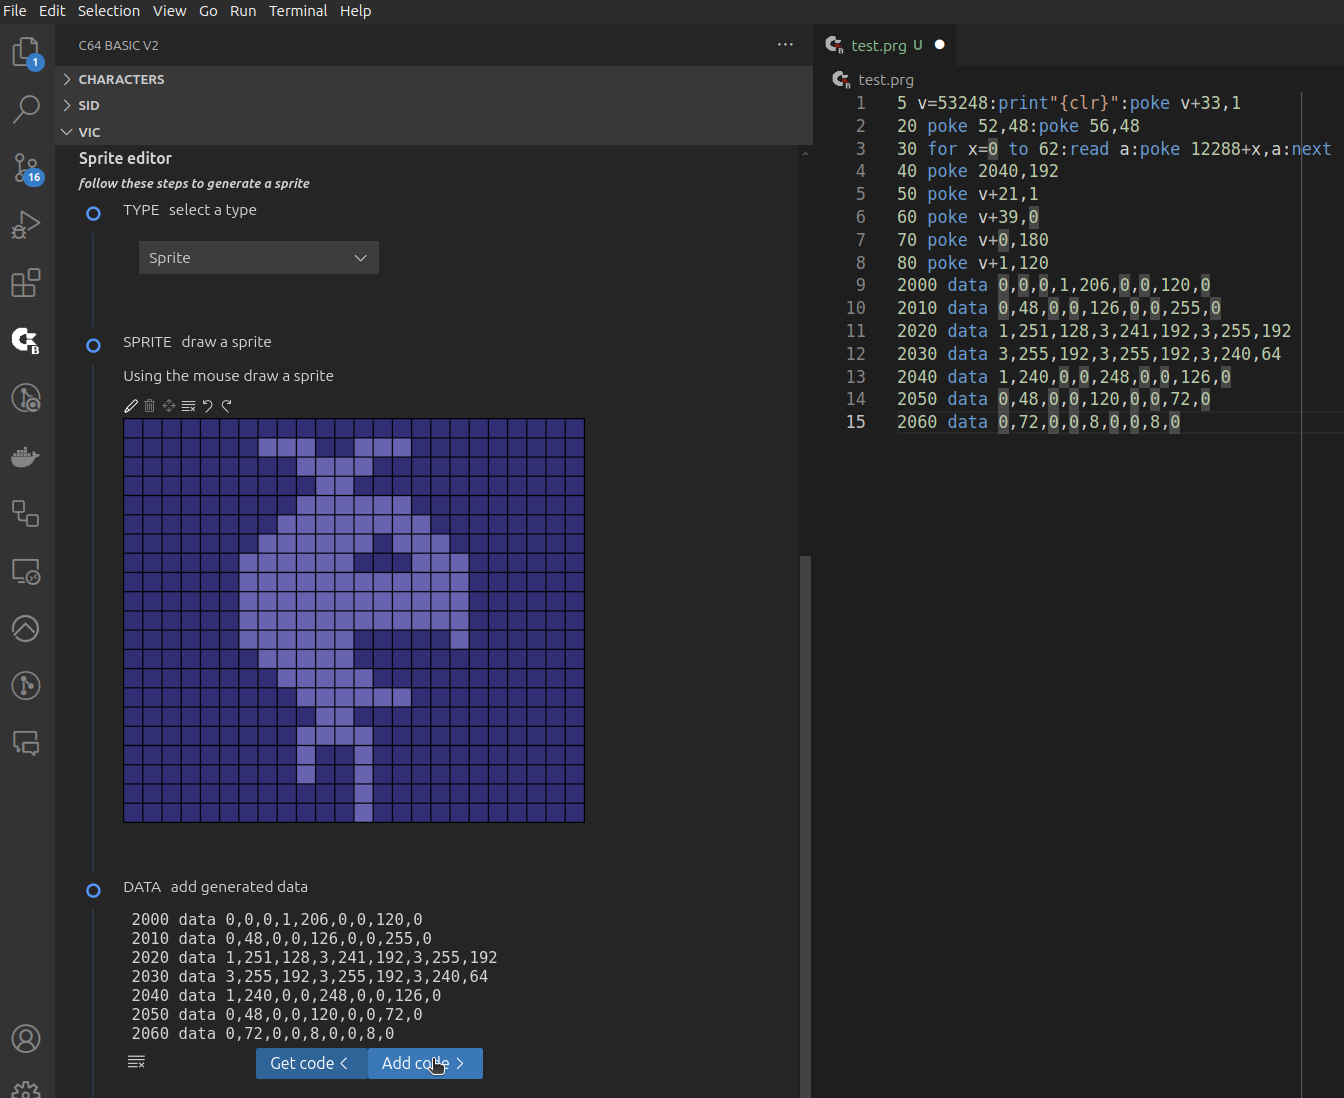 File Edit Selection View Go Run Terminal Help
C64 BASIC V2
CHARACTERS
SID
VIC
Sprite editor
follow these steps to generate a sprite
TYPE select a type
Sprite
SPRITE draw a sprite
Using the mouse draw a sprite
DATA add generated data
2000 data 0,0,0,1,206,0,0,120,0
2010 data 0,48,0,0,126,0,0,255,0
2020 data 1,251,128,3,241,192,3,255,192
2030 data 3,255,192,3,255,192,3,240,64
2040 data 1,240,0,0,248,0,0,126,0
2050 data 0,48,0,0,120,0,0,72,0
2060 data 0,72,0,0,8,0,0,8,0
Get code <
Add code >
1
16
B
test.prg U
test.prg
1 5 v=53248:print"{clr}":poke v+33,1
2 20 poke 52,48:poke 56,48
3 30 for x=0 to 62:read a:poke 12288+x,a:next
4 40 poke 2040,192
5 50 poke v+21,1
6 60 poke v+39,0
7 70 poke v+0,180
8 80 poke v+1,120
9 2000 data 0,0,0,1,206,0,0,120,0
10 2010 data 0,48,0,0,126,0,0,255,0
11 2020 data 1,251,128,3,241,192,3,255,192
12 2030 data 3,255,192,3,255,192,3,240,64
13 2040 data 1,240,0,0,248,0,0,126,0
14 2050 data 0,48,0,0,120,0,0,72,0
15 2060 data 0,72,0,0,8,0,0,8,0